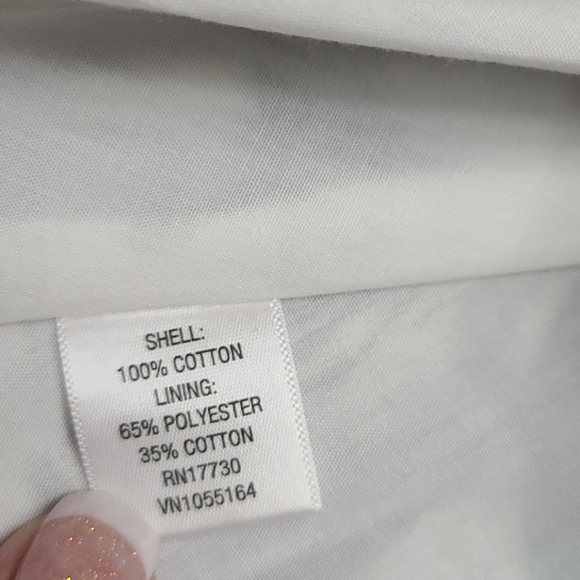 SHELL:
100% COTTON
LINING:
65% POLYESTER
35% COTTON
RN17730
VN1055164